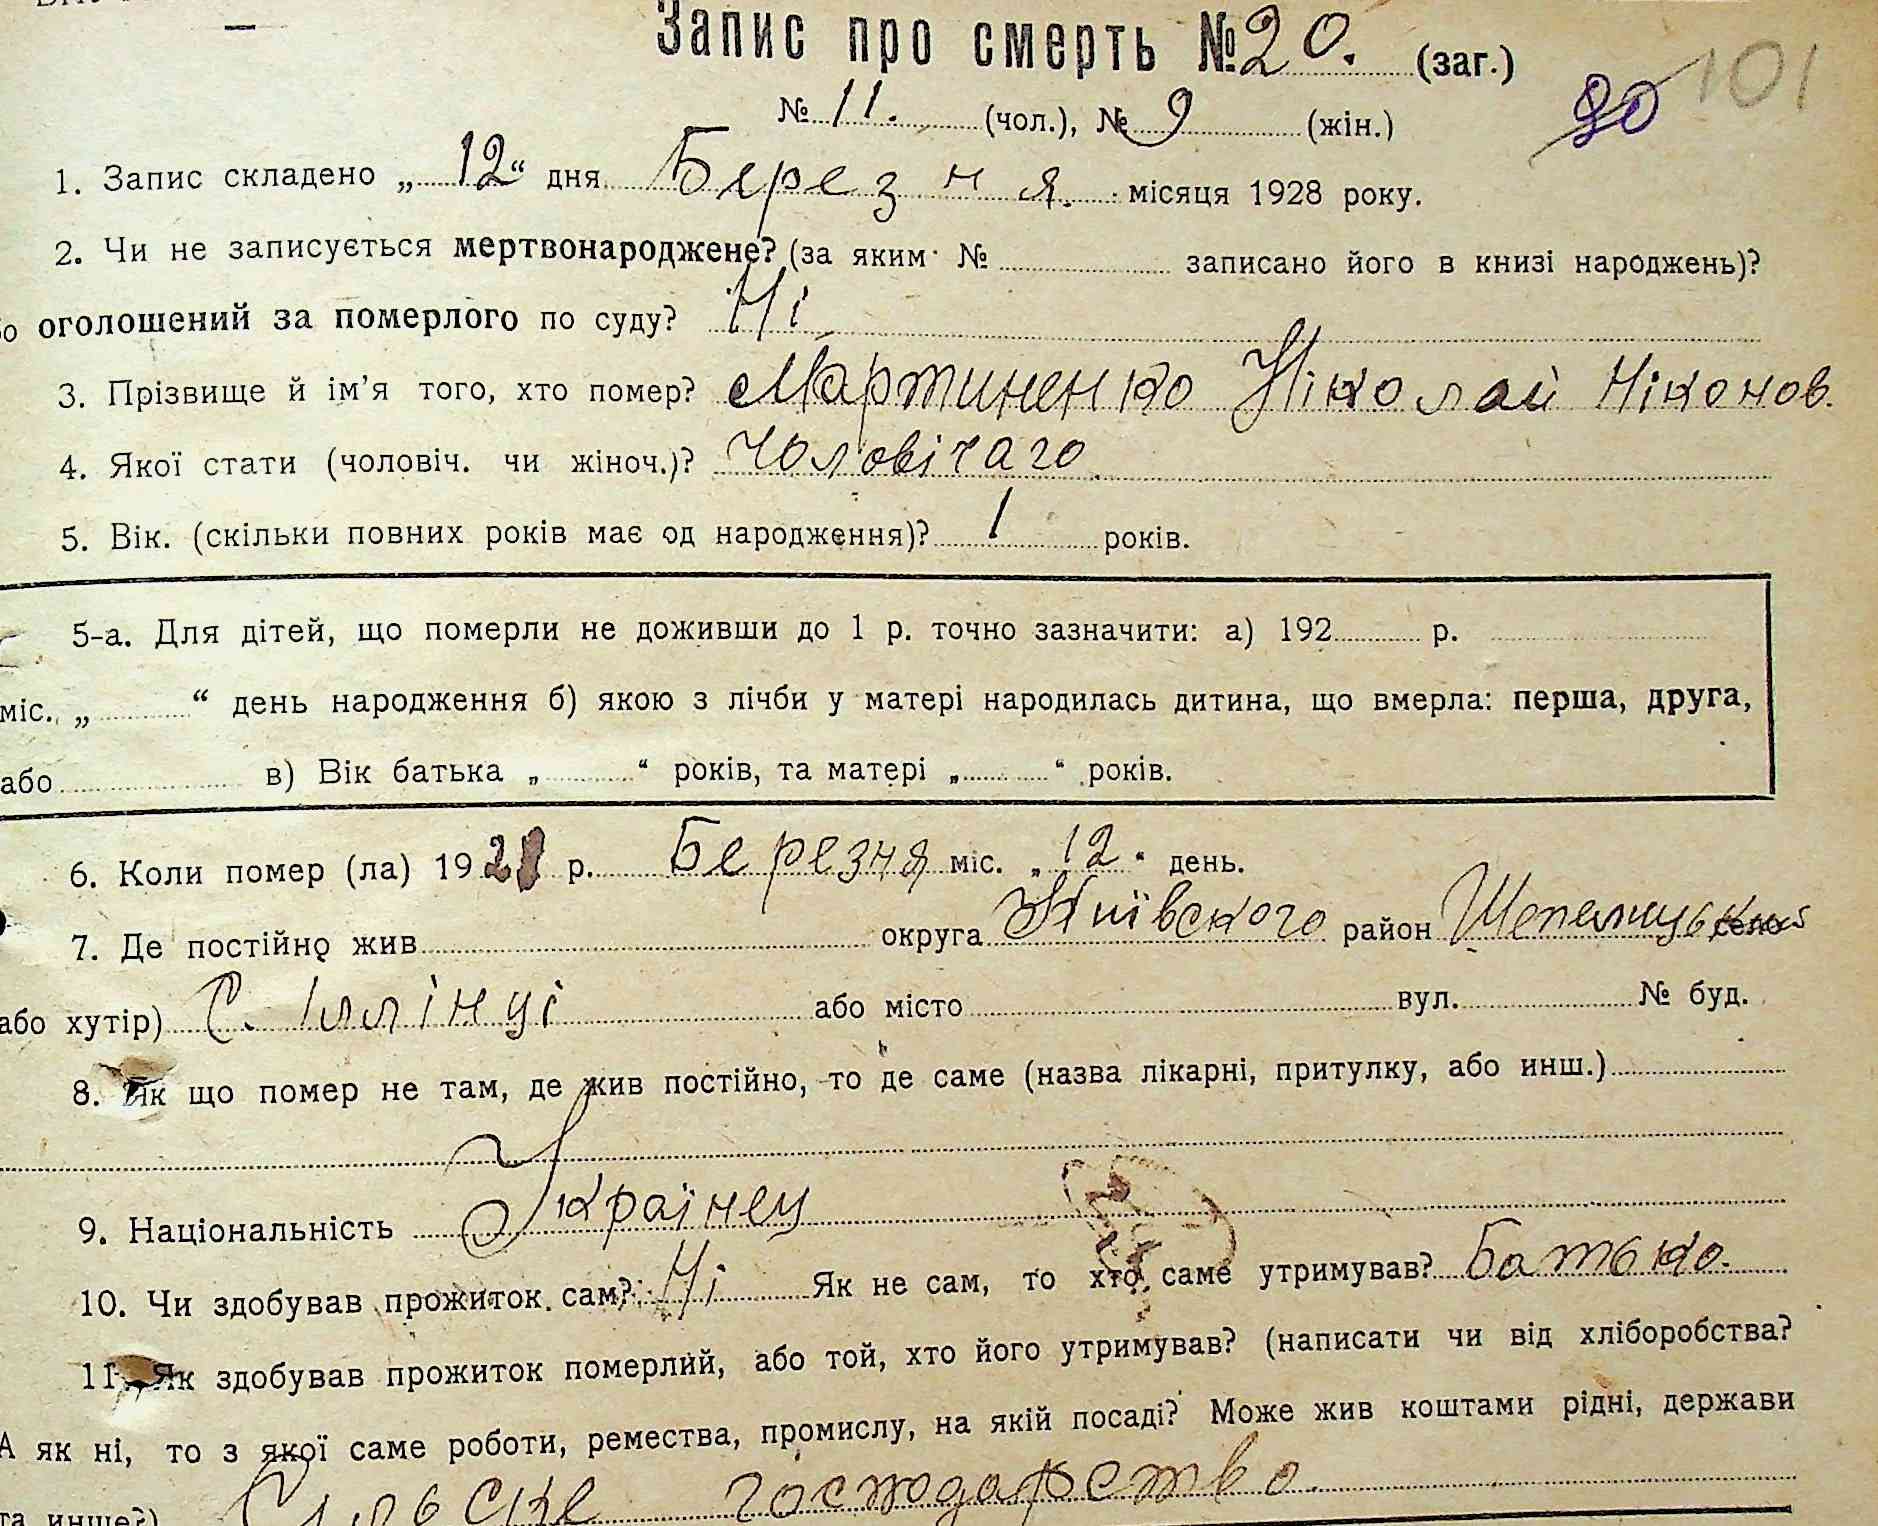 Запис про смерть № 20. (заг.)
101
20
№ 11. (чол.), № 9 (жін.)
1. Запис складено „ 12 “ дня Березня. місяця 1928 року.
2. Чи не записується мертвонароджене? (за яким № записано його в книзі народжень)?
о оголошений за померлого по суду? Ні
3. Прізвище й ім’я того, хто помер? Мартиненко Ніколай Ніконов.
4. Якої стати (чоловіч. чи жіноч.)? Чоловічаго
5. Вік. (скільки повних років має од народження)? 1 років.
5-а. Для дітей, що померли не доживши до 1 р. точно зазначити: а) 192 р.
міс. „ “ день народження б) якою з лічби у матері народилась дитина, що вмерла: перша, друга,
або в) Вік батька „ “ років, та матері „ “ років.
6. Коли помер (ла) 1928 р. Березня міс. „ 12 “ день.
7. Де постійно жив округа Київского район село
або хутір) С. Іллінці або місто вул. № буд.
8. Як що помер не там, де жив постійно, то де саме (назва лікарні, притулку, або инш.)
9. Національність Українец
10. Чи здобував прожиток сам? Ні Як не сам, то хто саме утримував? Батько.
11. Як здобував прожиток померлий, або той, хто його утримував? (написати чи від хліборобства?
А як ні, то з якої саме роботи, ремества, промислу, на якій посаді? Може жив коштами рідні, держави
та инше?) Сільське господарство.